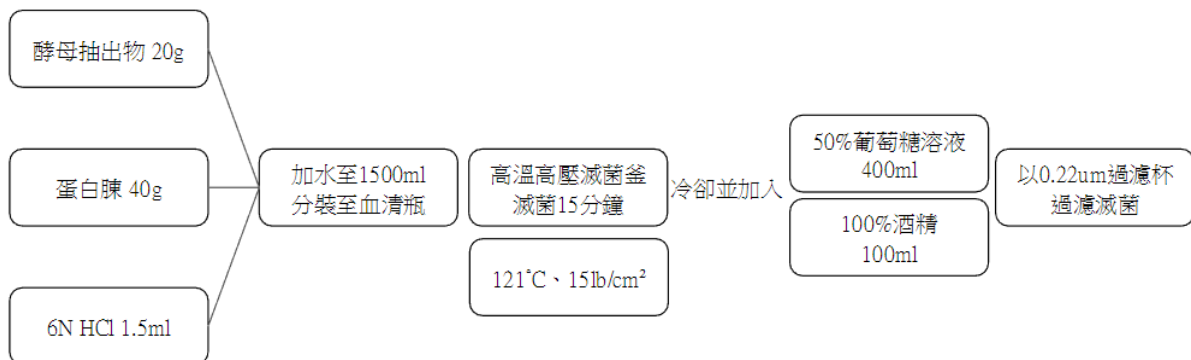 酵母抽出物 20g
蛋白腖 40g
6N HCl 1.5ml
加水至1500ml
分裝至血清瓶
高溫高壓滅菌釜
滅菌15分鐘
121℃、15lb/cm²
冷卻並加入
50%葡萄糖溶液
400ml
100%酒精
100ml
以0.22um過濾杯
過濾滅菌